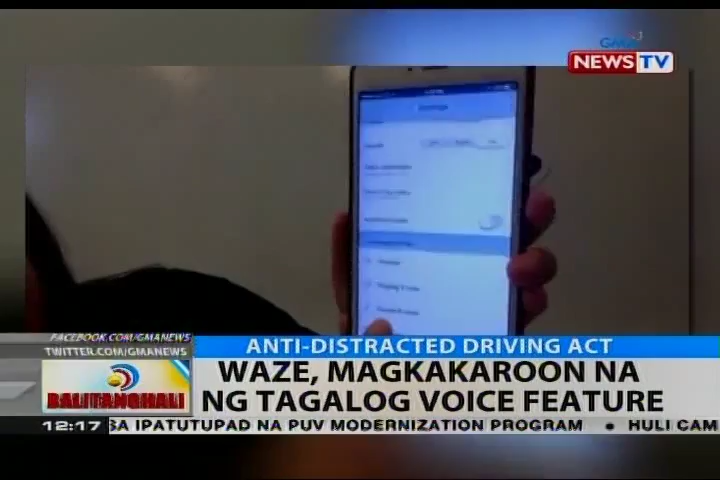 GMA
NEWS TV
FACEBOOK.COM/GMANEWS
TWITTER.COM/GMANEWS
ANTI-DISTRACTED DRIVING ACT
WAZE, MAGKAKAROON NA
NG TAGALOG VOICE FEATURE
BALITANGHALI
12:17
SA IPATUTUPAD NA PUV MODERNIZATION PROGRAM ● HULI CAM